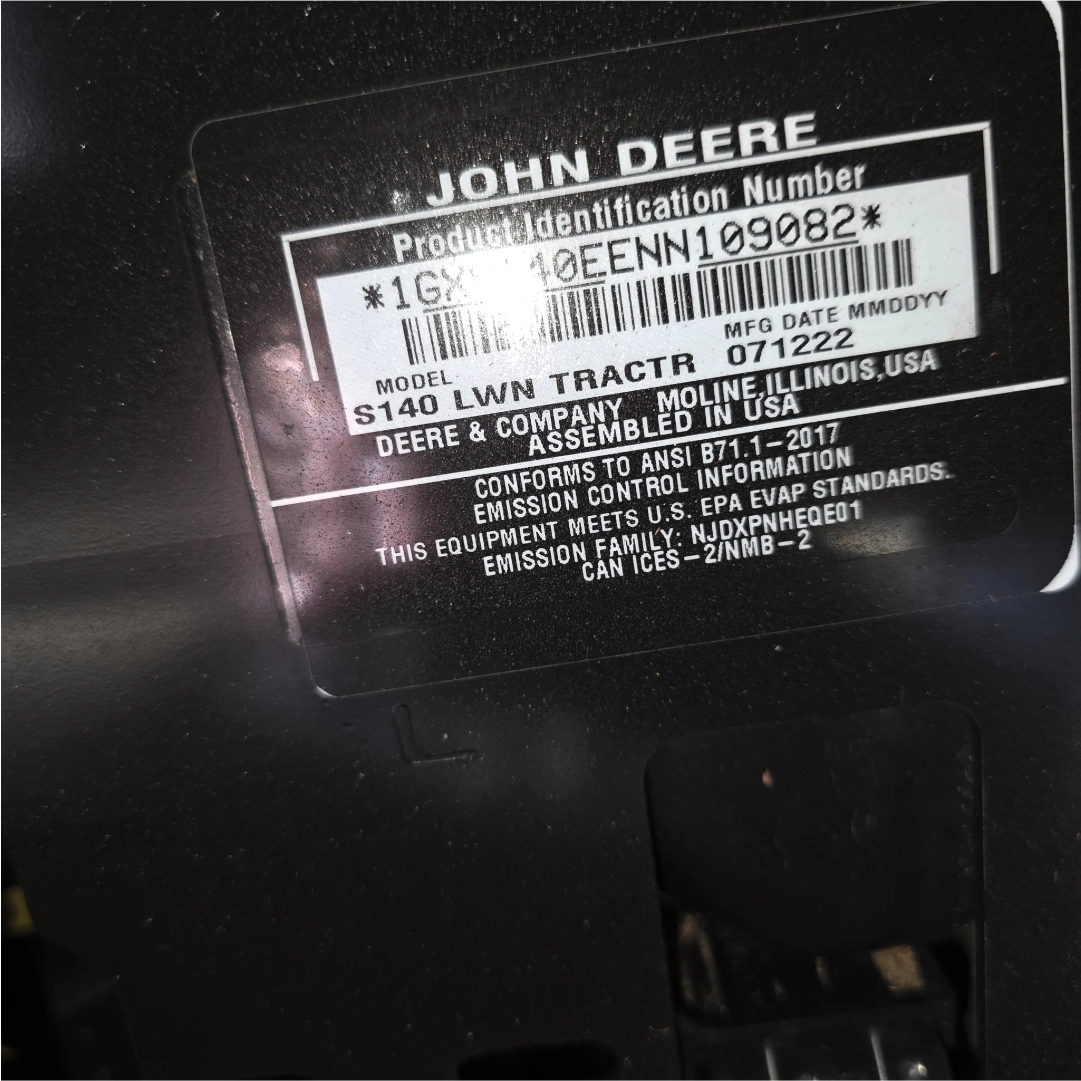 JOHN DEERE
Product Identification Number
MFG DATE MMDDYY
MODEL
S140 LWN TRACTR 071222
DEERE & COMPANY MOLINE, ILLINOIS, USA
ASSEMBLED IN USA
CONFORMS TO ANSI B71.1-2017
EMISSION CONTROL INFORMATION
THIS EQUIPMENT MEETS U.S. EPA EVAP STANDARDS.
EMISSION FAMILY: NJDXPNHEQE01
CAN ICES-2/NMB-2
L